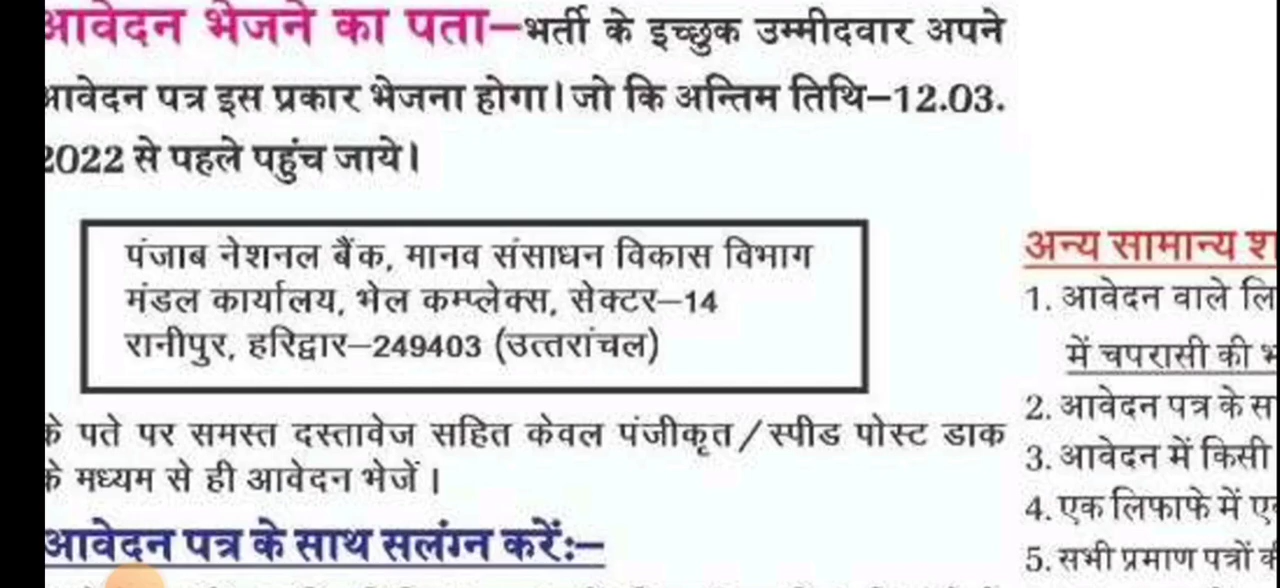 आवेदन भेजने का पता–भर्ती के इच्छुक उम्मीदवार अपने
आवेदन पत्र इस प्रकार भेजना होगा। जो कि अन्तिम तिथि–12.03.
2022 से पहले पहुंच जाये।
पंजाब नेशनल बैंक, मानव संसाधन विकास विभाग
मंडल कार्यालय, भेल कम्प्लेक्स, सेक्टर–14
रानीपुर, हरिद्वार–249403 (उत्तरांचल)
के पते पर समस्त दस्तावेज सहित केवल पंजीकृत/स्पीड पोस्ट डाक
के मध्यम से ही आवेदन भेजें।
आवेदन पत्र के साथ सलंग्न करें:–
अन्य सामान्य
1. आवेदन वाले
में चपरासी की
2. आवेदन पत्र के
3. आवेदन में किसी
4. एक लिफाफे में
5. सभी प्रमाण पत्रों